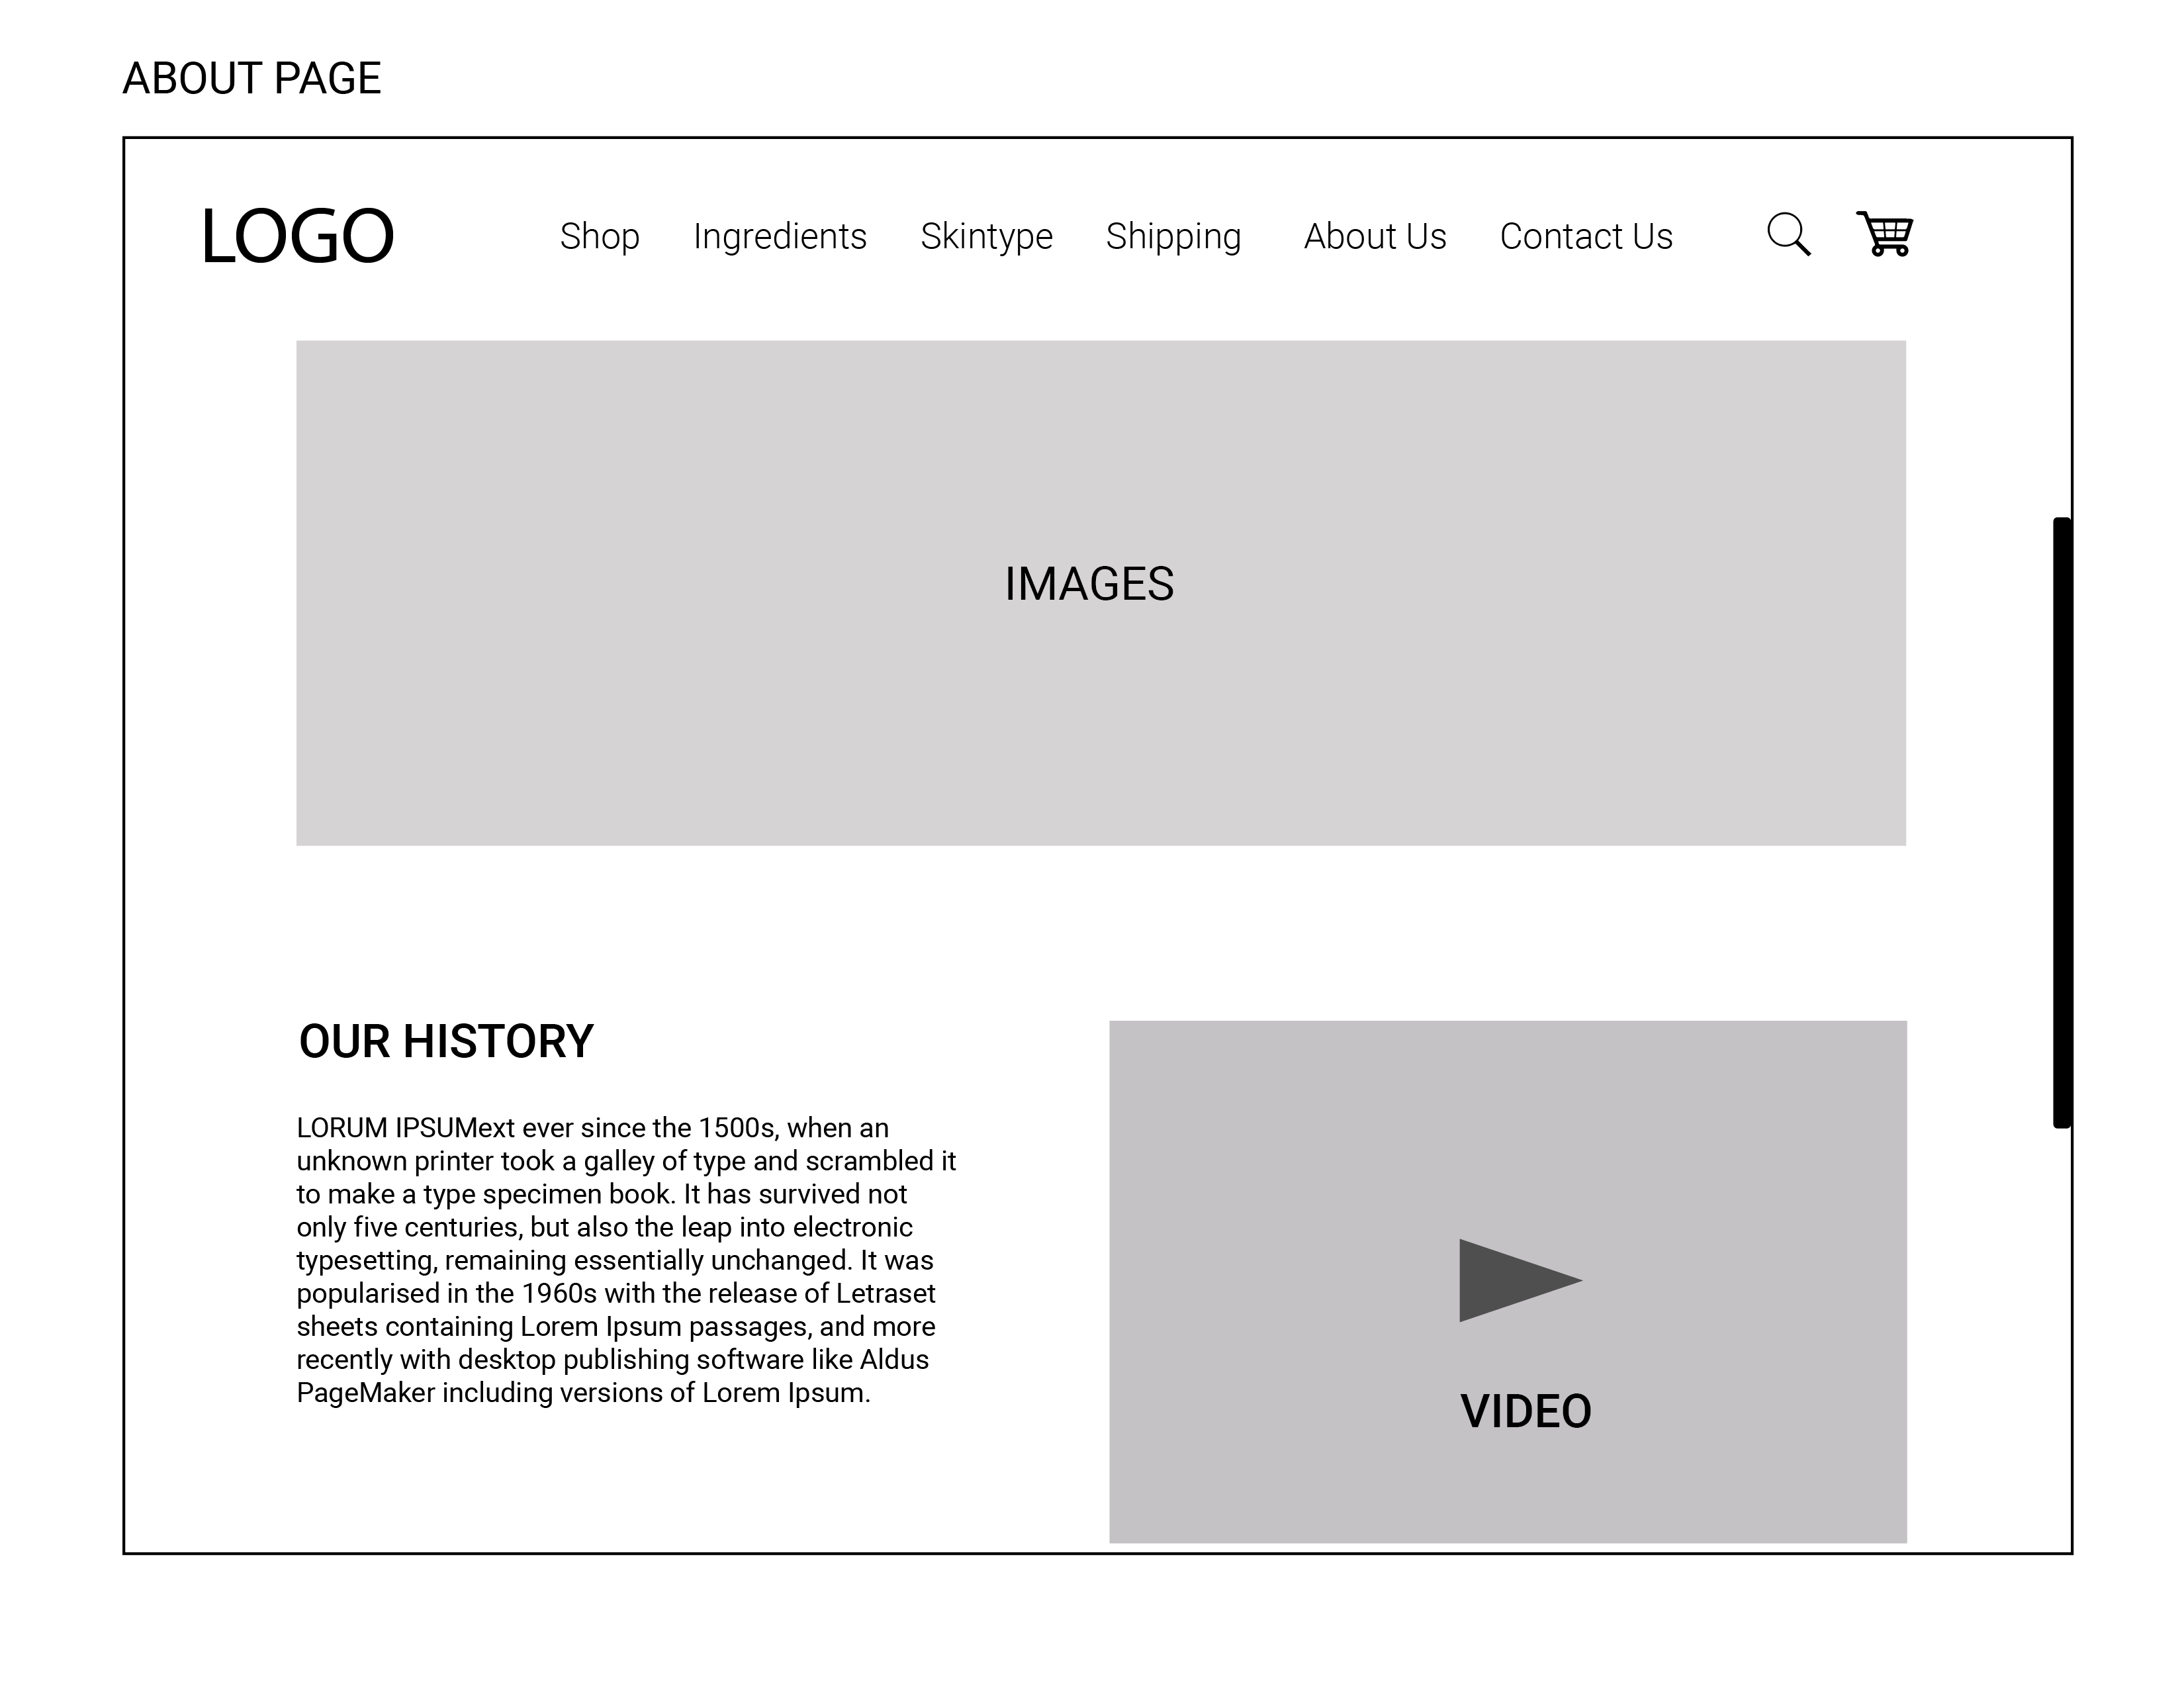 ABOUT PAGE
LOGO Shop Ingredients Skintype Shipping About Us Contact Us
IMAGES
OUR HISTORY
LORUM IPSUMext ever since the 1500s, when an
unknown printer took a galley of type and scrambled it
to make a type specimen book. It has survived not
only five centuries, but also the leap into electronic
typesetting, remaining essentially unchanged. It was
popularised in the 1960s with the release of Letraset
sheets containing Lorem Ipsum passages, and more
recently with desktop publishing software like Aldus
PageMaker including versions of Lorem Ipsum.
VIDEO